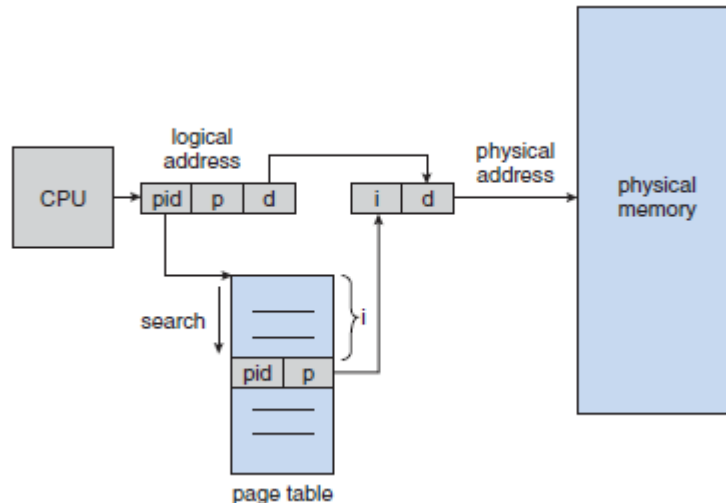 logical
address
physical
address
CPU
pid p d
i d
physical
memory
search
i
pid p
page table